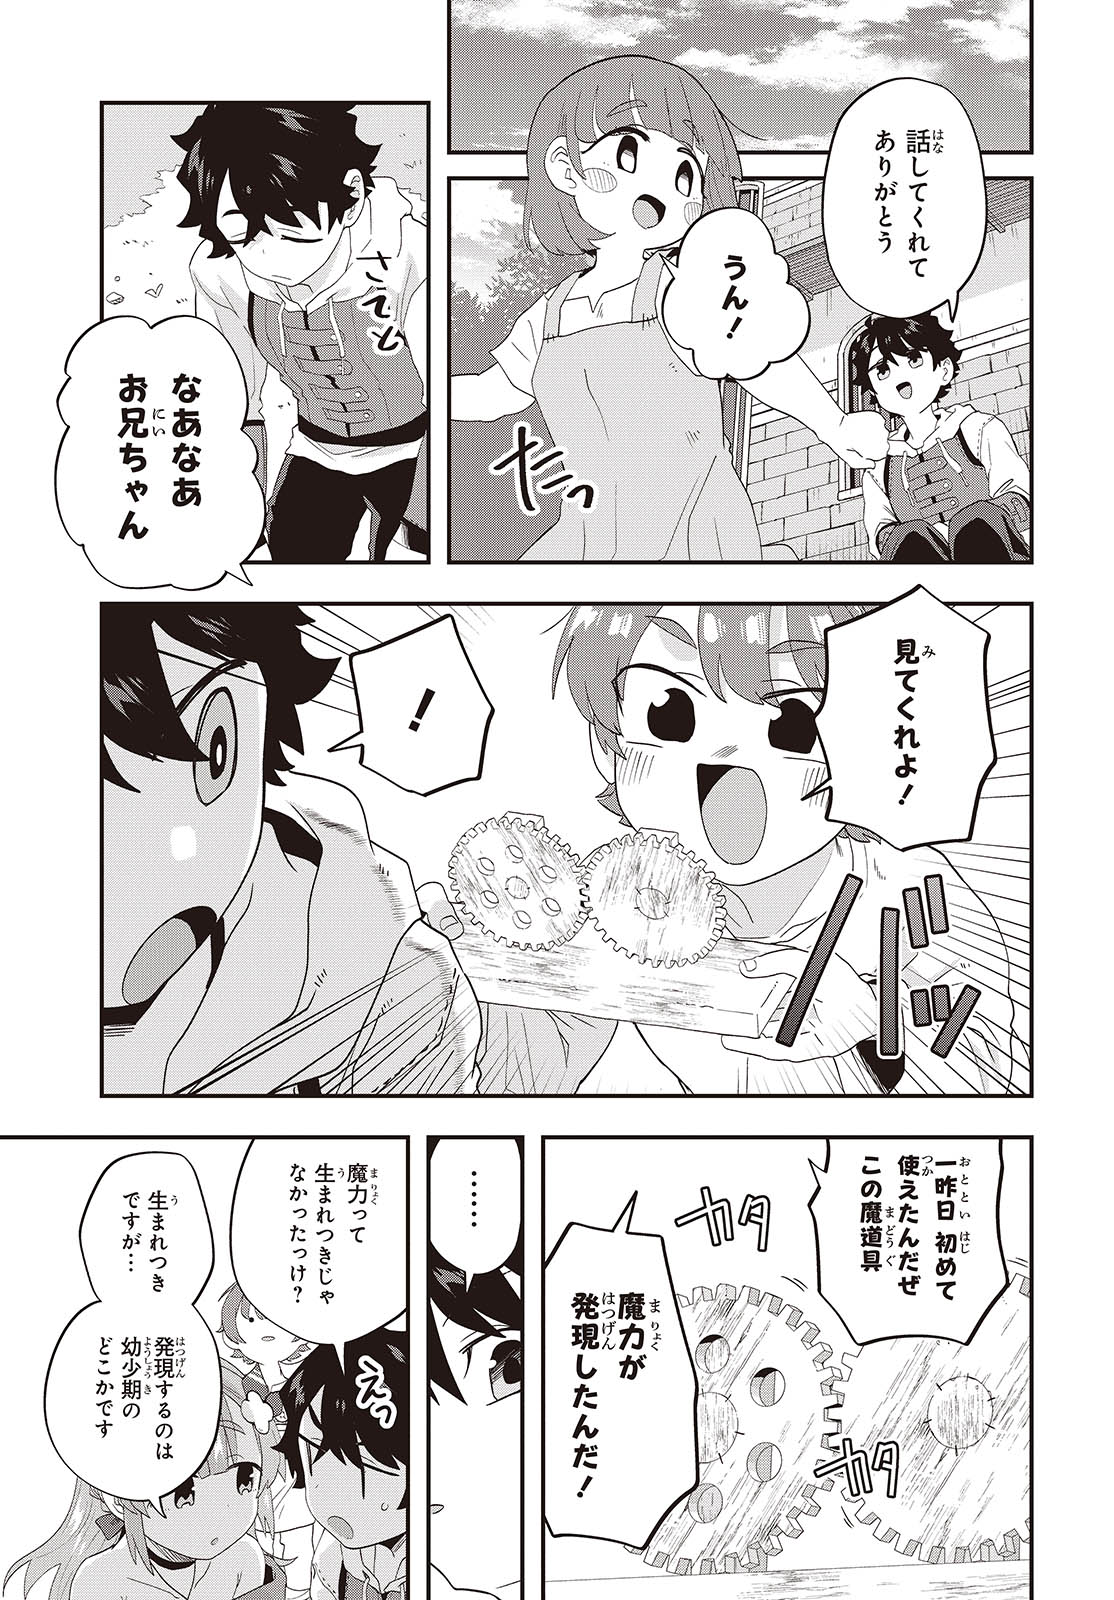 話してくれて
ありがとう
うん！
たっ
さてと
なあなあ
お兄ちゃん
見てくれよ！
！
バッ
一昨日 初めて
使えたんだぜ
この魔道具
カタ
カタ
魔力が
発現したんだ！
……
魔力って
生まれつきじゃ
なかったっけ？
えっ
生まれつき
ですが…
発現するのは
幼少期の
どこかです